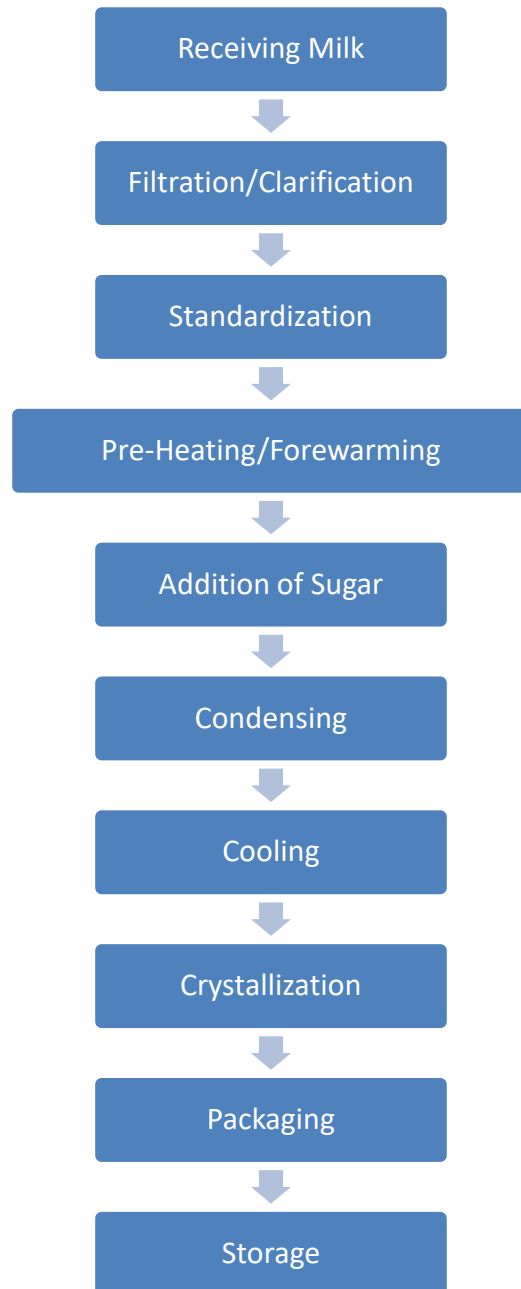 Receiving Milk
Filtration/Clarification
Standardization
Pre-Heating/Forewarming
Addition of Sugar
Condensing
Cooling
Crystallization
Packaging
Storage